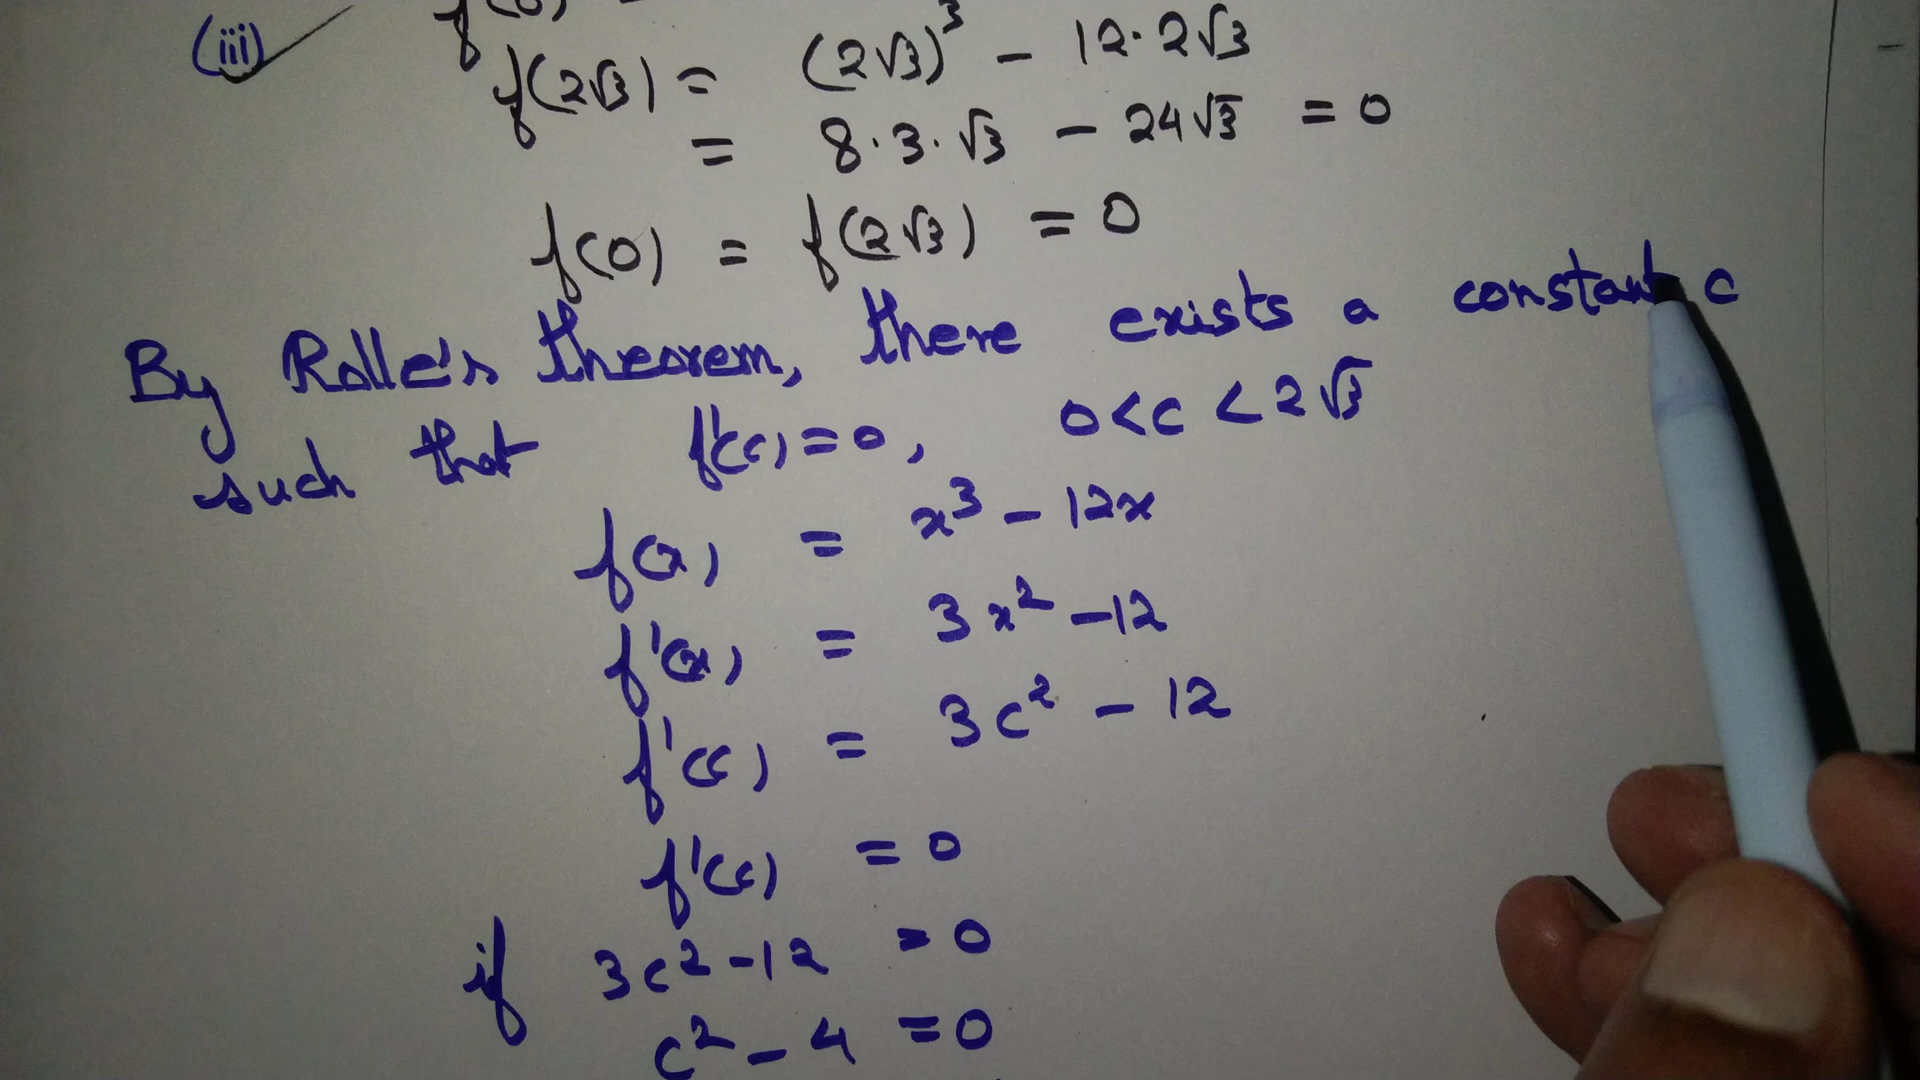 (iii) f(0)
f(2√3) = (2√3)³ - 12·2√3
= 8·3·√3 - 24√3 = 0
f(0) = f(2√3) = 0
By Rolle's theorem, there exists a constant c
such that f'(c) = 0, 0 < c < 2√3
f(x) = x³ - 12x
f'(x) = 3x² - 12
f'(c) = 3c² - 12
f'(c) = 0
if 3c² - 12 = 0
c² - 4 = 0